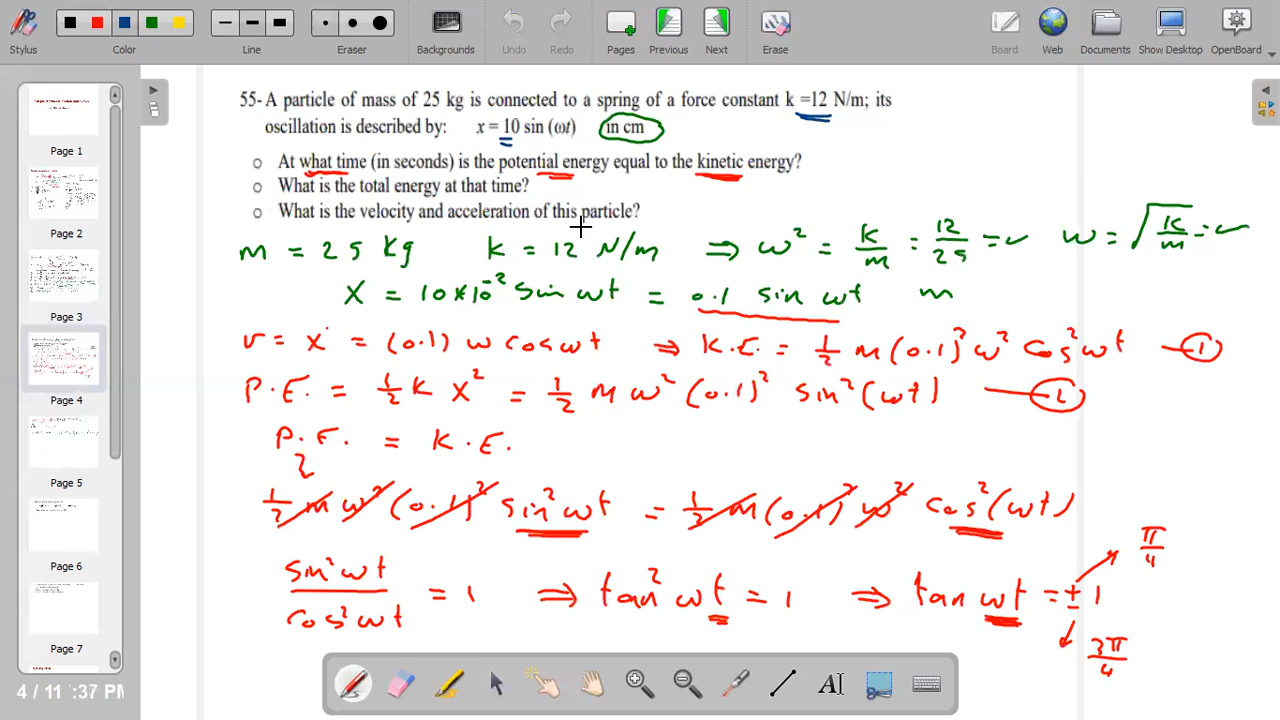 Stylus Color Line Eraser Backgrounds Undo Redo Pages Previous Next Erase Board Web Documents Show Desktop OpenBoard
55- A particle of mass of 25 kg is connected to a spring of a force constant k =12 N/m; its
oscillation is described by: x = 10 sin (ωt) in cm
o At what time (in seconds) is the potential energy equal to the kinetic energy?
o What is the total energy at that time?
o What is the velocity and acceleration of this particle?
m = 25 kg k = 12 N/m ⇒ ω² = k/m = 12/25 = ✓ ω = √(k/m) = ✓
X = 10*10⁻² sin ωt = 0.1 sin ωt m
v = ẋ = (0.1) ω cos ωt ⇒ K.E. = ½ m (0.1)² ω² cos² ωt — ①
P.E. = ½ k X² = ½ m ω² (0.1)² sin² (ωt) — ②
P.E. = K.E.
½ m ω² (0.1)² sin² ωt = ½ m (0.1)² ω² cos² (ωt)
sin² ωt / cos² ωt = 1 ⇒ tan² ωt = 1 ⇒ tan ωt = ± 1
π/4
3π/4
Page 1
Page 2
Page 3
Page 4
Page 5
Page 6
Page 7
4 / 11 1:37 PM
AI